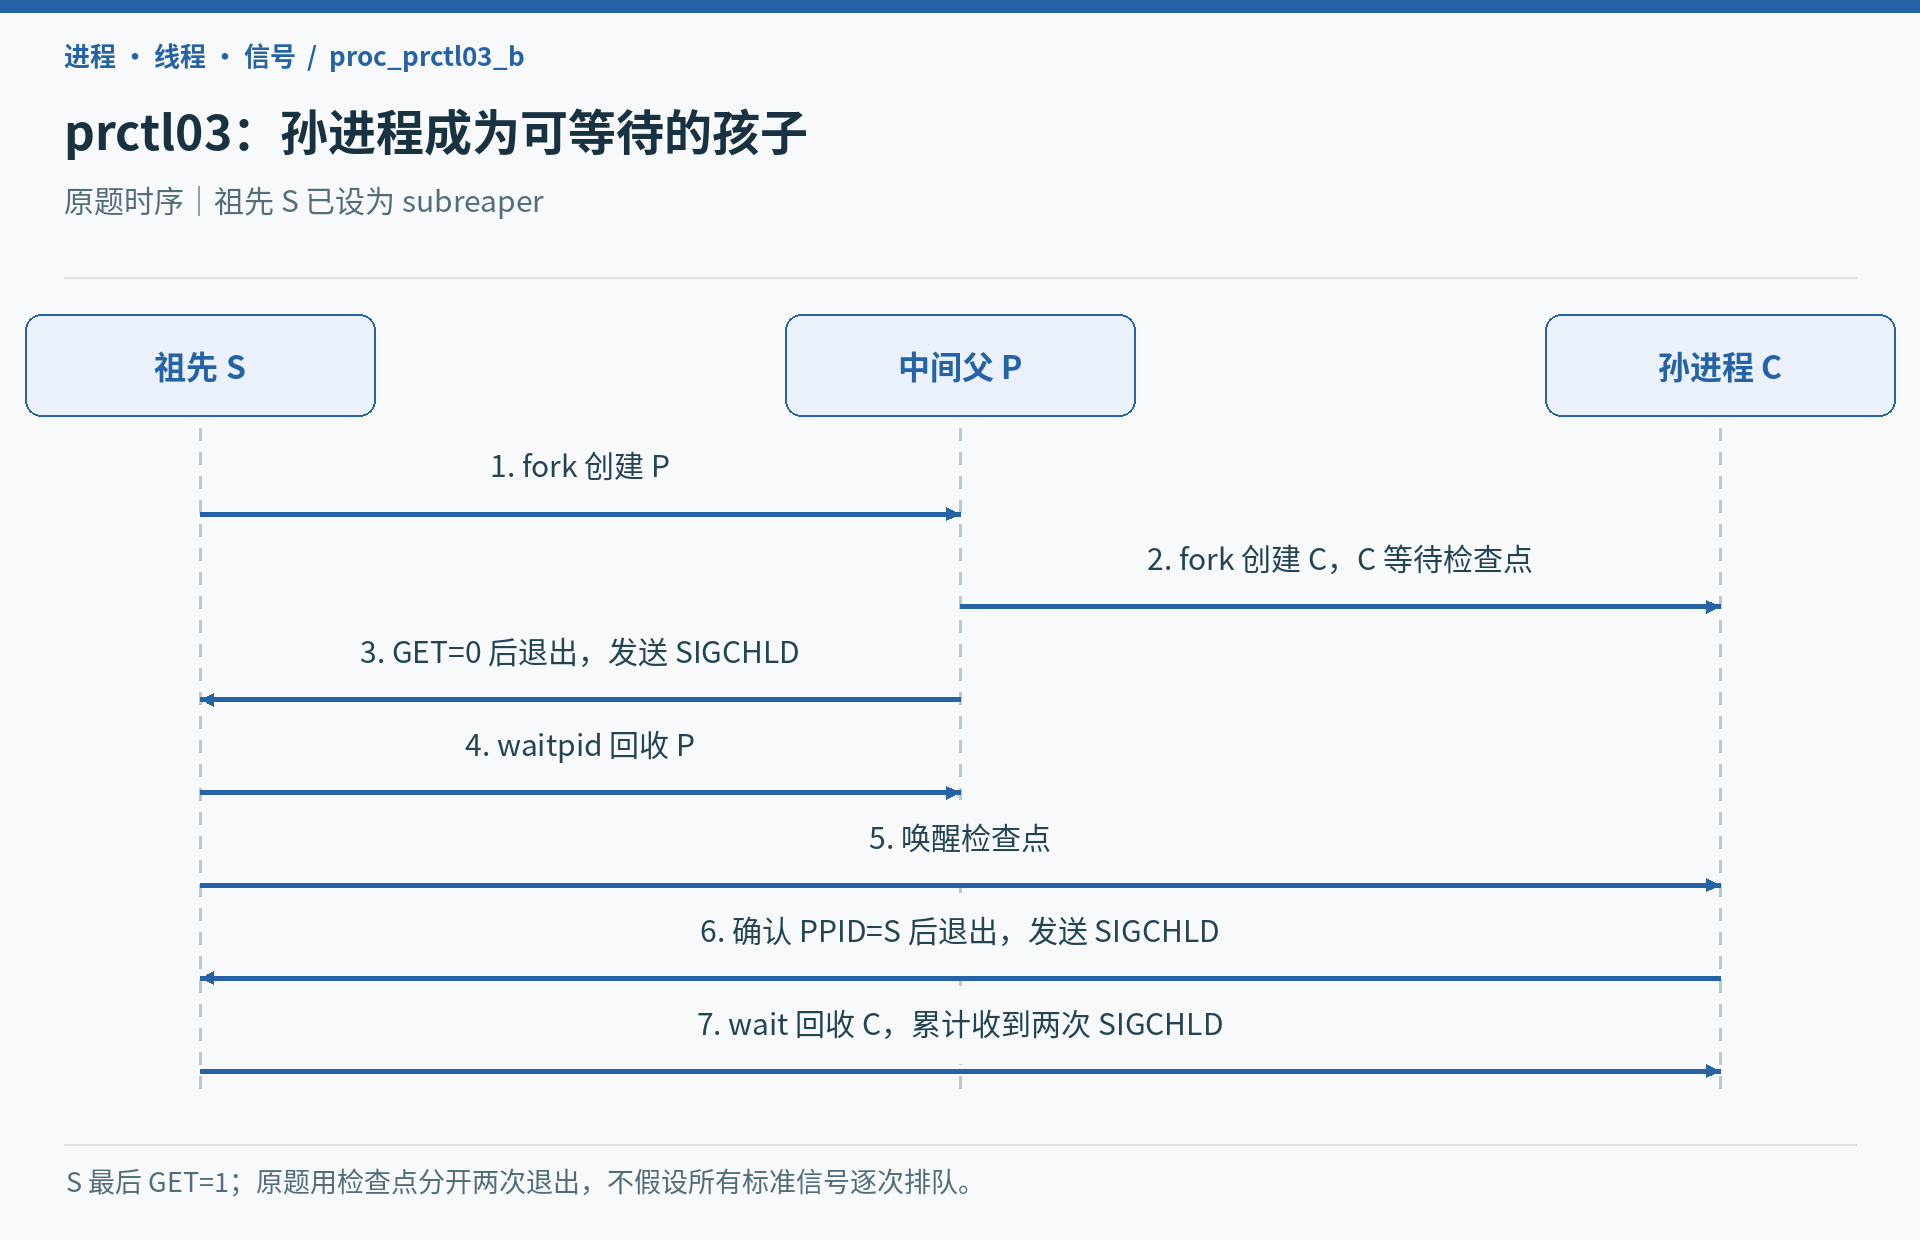 进程 · 线程 · 信号 / proc_prctl03_b
prctl03：孙进程成为可等待的孩子
原题时序｜祖先 S 已设为 subreaper
祖先 S
中间父 P
孙进程 C
1. fork 创建 P
2. fork 创建 C，C 等待检查点
3. GET=0 后退出，发送 SIGCHLD
4. waitpid 回收 P
5. 唤醒检查点
6. 确认 PPID=S 后退出，发送 SIGCHLD
7. wait 回收 C，累计收到两次 SIGCHLD
S 最后 GET=1；原题用检查点分开两次退出，不假设所有标准信号逐次排队。